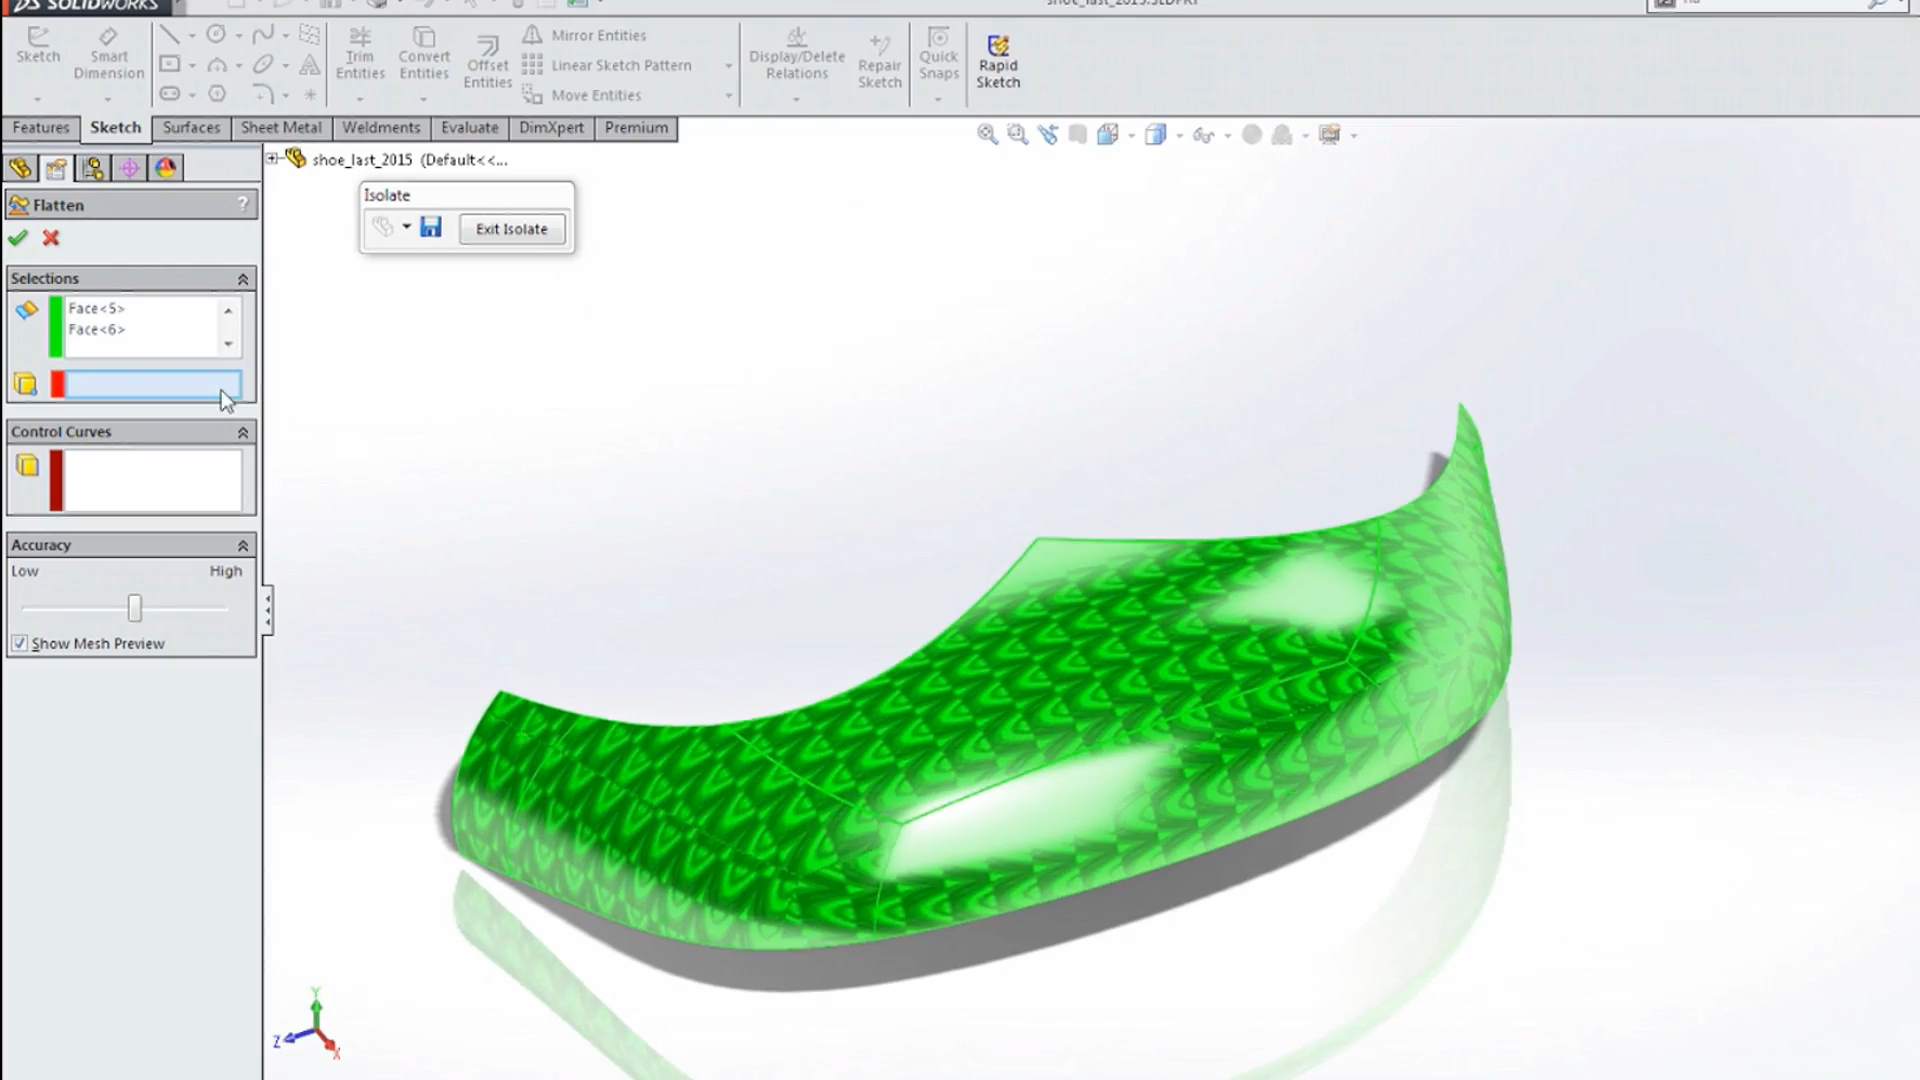 SOLIDWORKS
shoe_last_2015.SLDPRT
Sketch
Smart Dimension
Trim Entities
Convert Entities
Offset Entities
Mirror Entities
Linear Sketch Pattern
Move Entities
Display/Delete Relations
Repair Sketch
Quick Snaps
Rapid Sketch
Features
Sketch
Surfaces
Sheet Metal
Weldments
Evaluate
DimXpert
Premium
shoe_last_2015 (Default<<...
Flatten
?
Isolate
Exit Isolate
Selections
Face<5>
Face<6>
Control Curves
Accuracy
Low
High
Show Mesh Preview
Y
Z
X